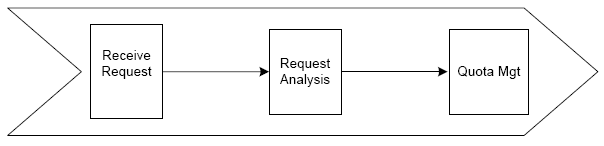 Receive
Request
Request
Analysis
Quota Mgt